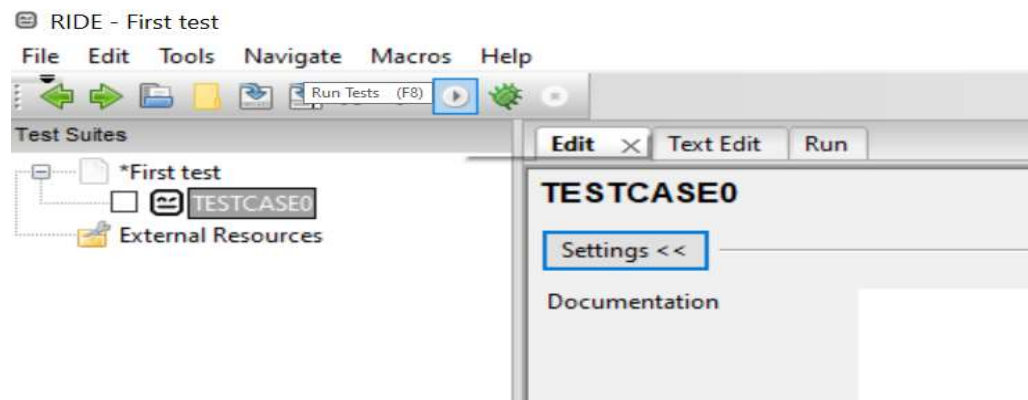 RIDE - First test
File Edit Tools Navigate Macros Help
Run Tests (F8)
Test Suites
Edit Text Edit Run
*First test
TESTCASE0
External Resources
TESTCASE0
Settings <<
Documentation